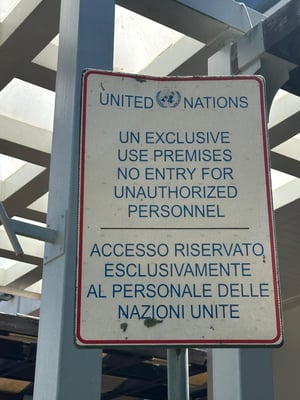 UNITED NATIONS
UN EXCLUSIVE
USE PREMISES
NO ENTRY FOR
UNAUTHORIZED
PERSONNEL
ACCESSO RISERVATO
ESCLUSIVAMENTE
AL PERSONALE DELLE
NAZIONI UNITE